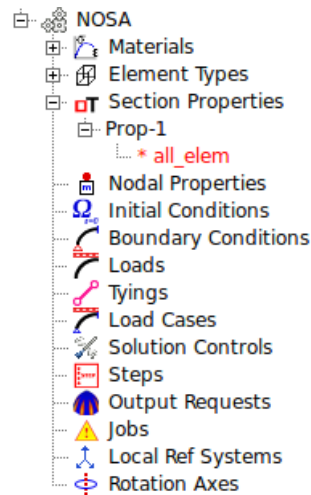 NOSA
Materials
Element Types
Section Properties
Prop-1
* all_elem
Nodal Properties
Initial Conditions
Boundary Conditions
Loads
Tyings
Load Cases
Solution Controls
Steps
Output Requests
Jobs
Local Ref Systems
Rotation Axes